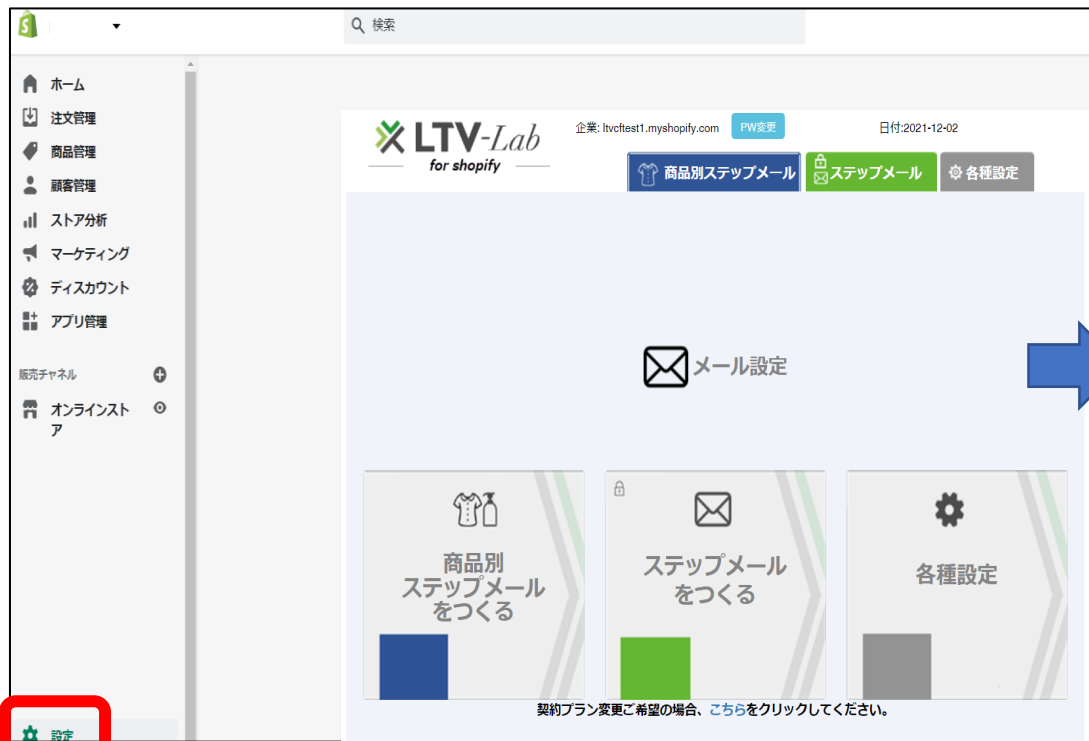 検索
ホーム
注文管理
商品管理
顧客管理
ストア分析
マーケティング
ディスカウント
アプリ管理
販売チャネル
オンラインスト
ア
設定
LTV-Lab
for shopify
企業: ltvcftest1.myshopify.com
PW変更
日付:2021-12-02
商品別ステップメール
ステップメール
各種設定
メール設定
商品別
ステップメール
をつくる
ステップメール
をつくる
各種設定
契約プラン変更ご希望の場合、こちらをクリックしてください。